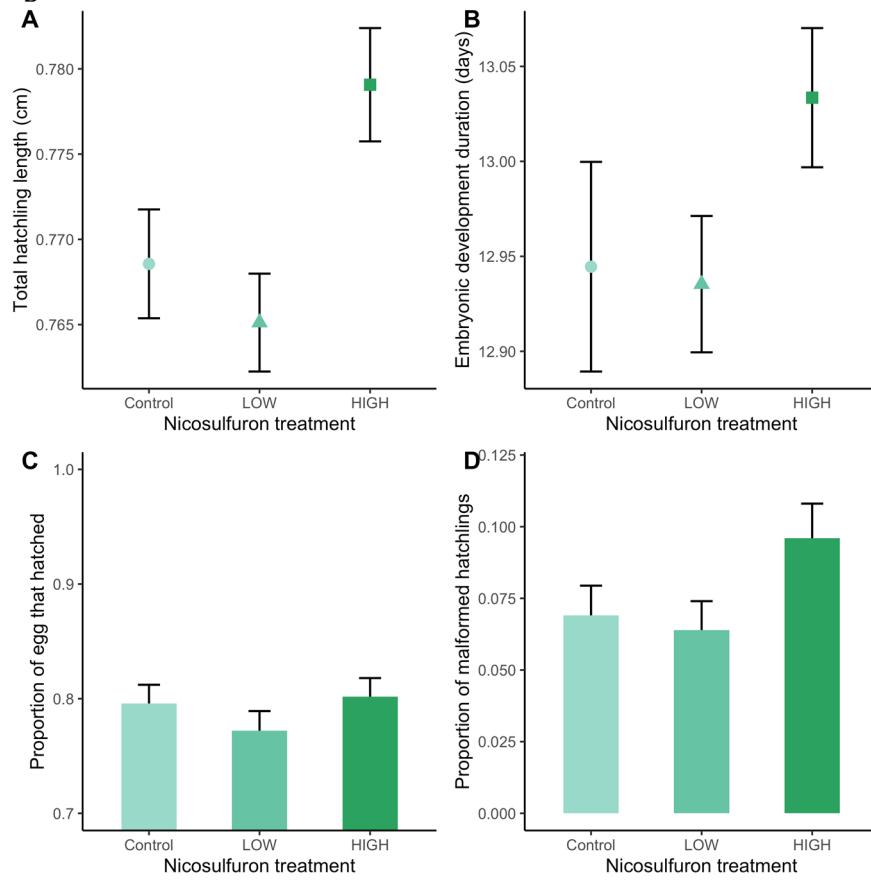 A
Total hatchling length (cm)
0.780
0.775
0.770
0.765
Control LOW HIGH
Nicosulfuron treatment
B
Embryonic development duration (days)
13.05
13.00
12.95
12.90
Control LOW HIGH
Nicosulfuron treatment
C
Proportion of egg that hatched
1.0
0.9
0.8
0.7
Control LOW HIGH
Nicosulfuron treatment
D
Proportion of malformed hatchlings
0.125
0.100
0.075
0.050
0.025
0.000
Control LOW HIGH
Nicosulfuron treatment